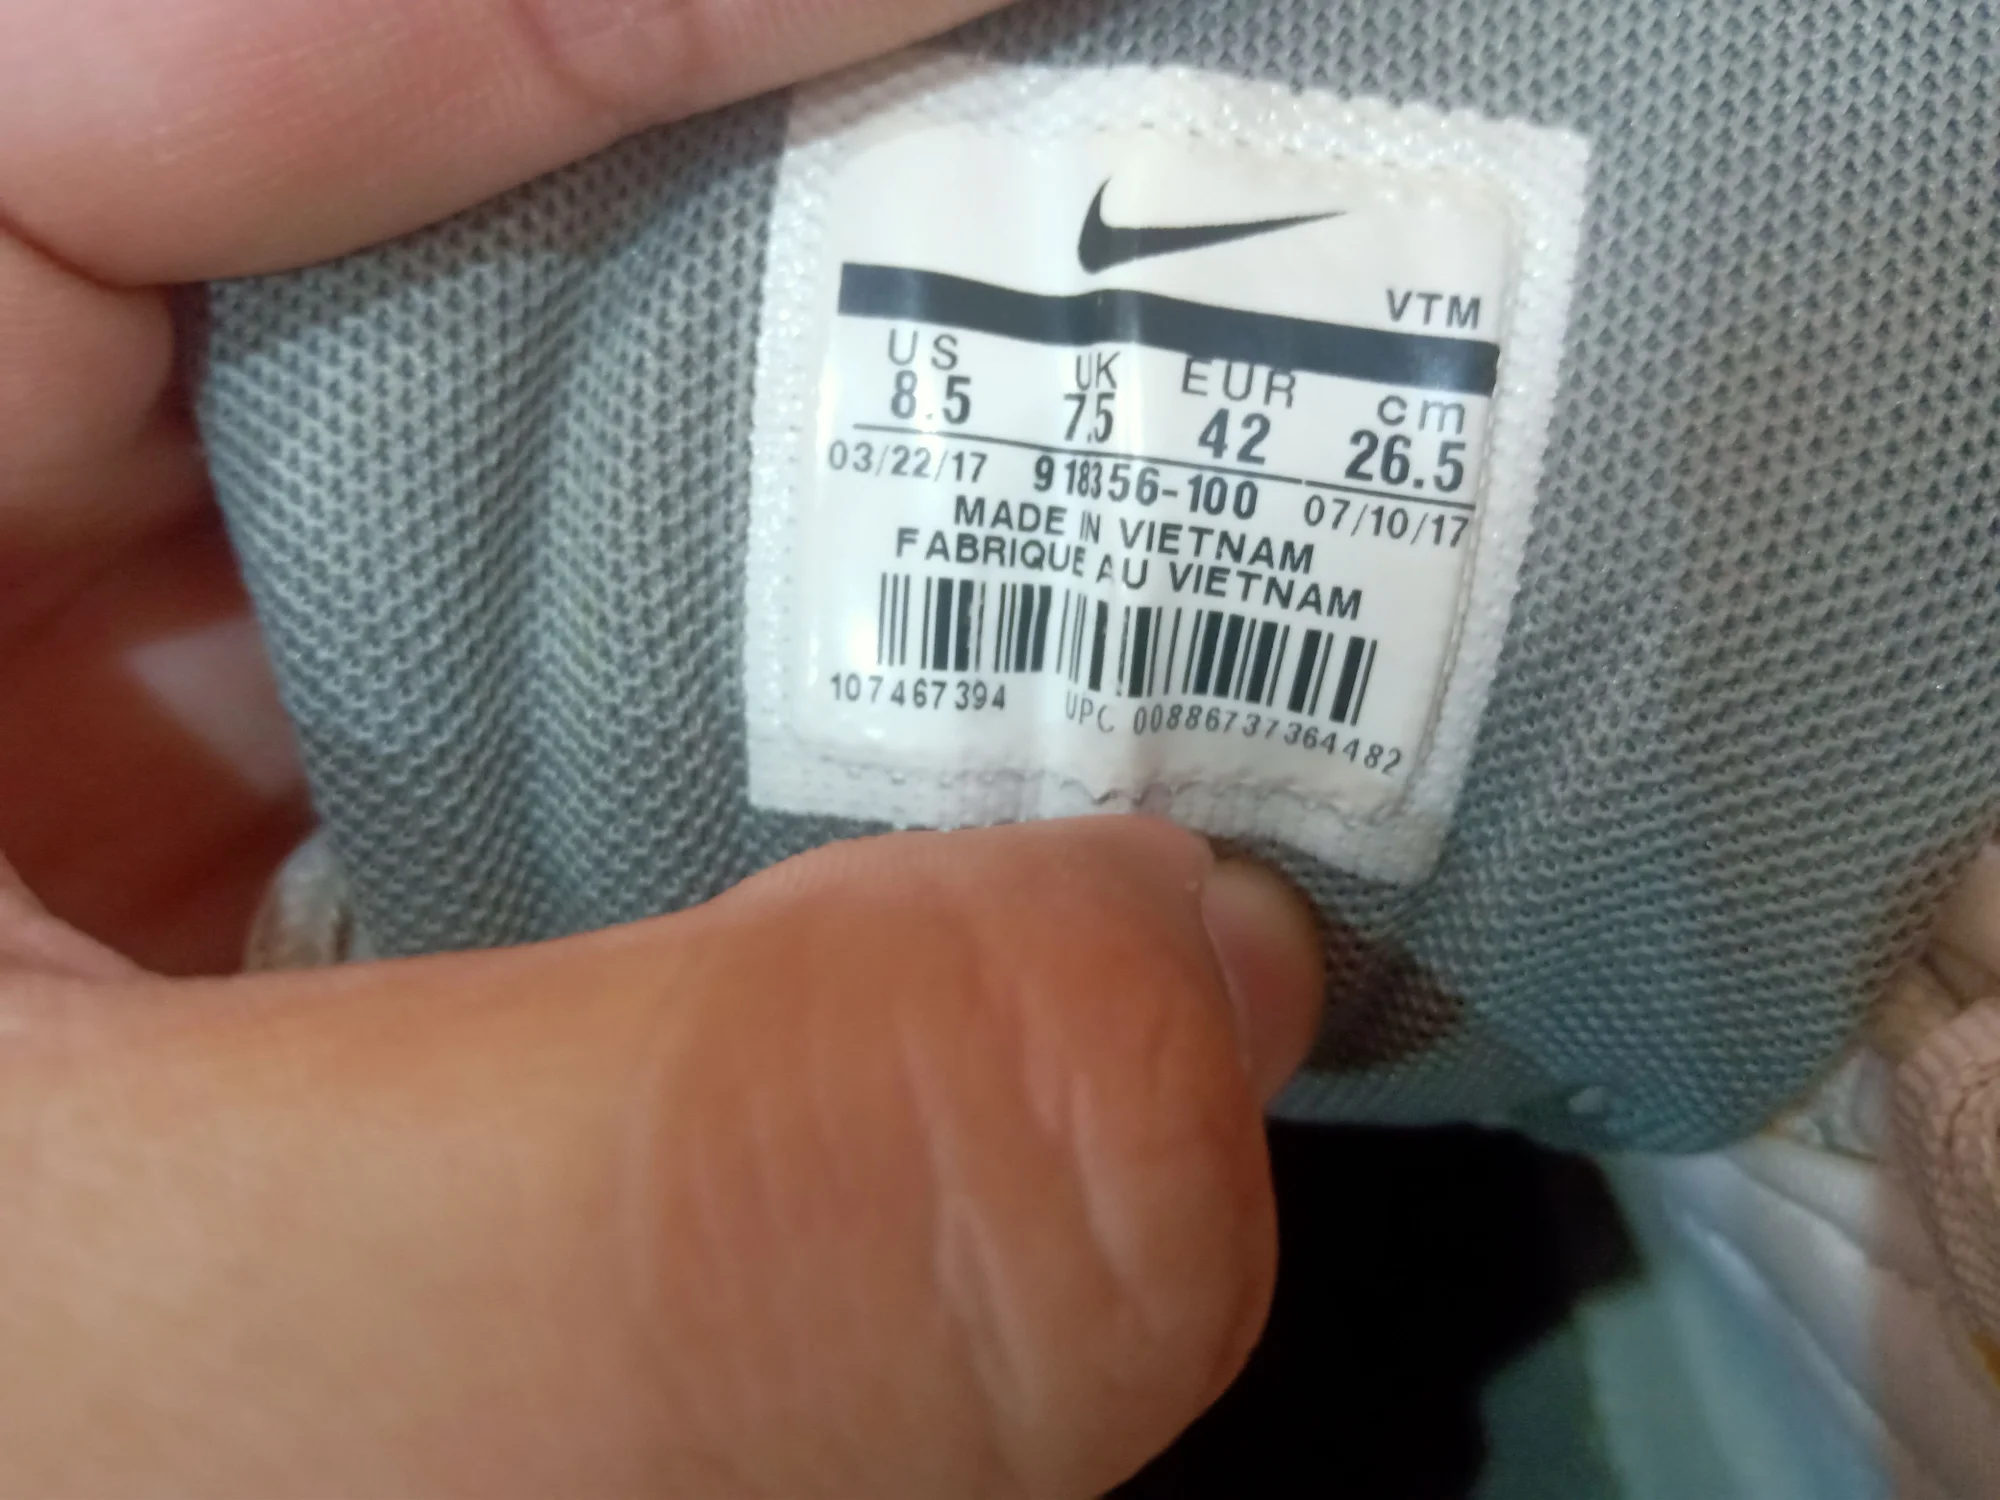 VTM
US UK EUR cm
8.5 7.5 42 26.5
03/22/17 918356-100 07/10/17
MADE IN VIETNAM
FABRIQUE AU VIETNAM
107467394 UPC 00886737364482